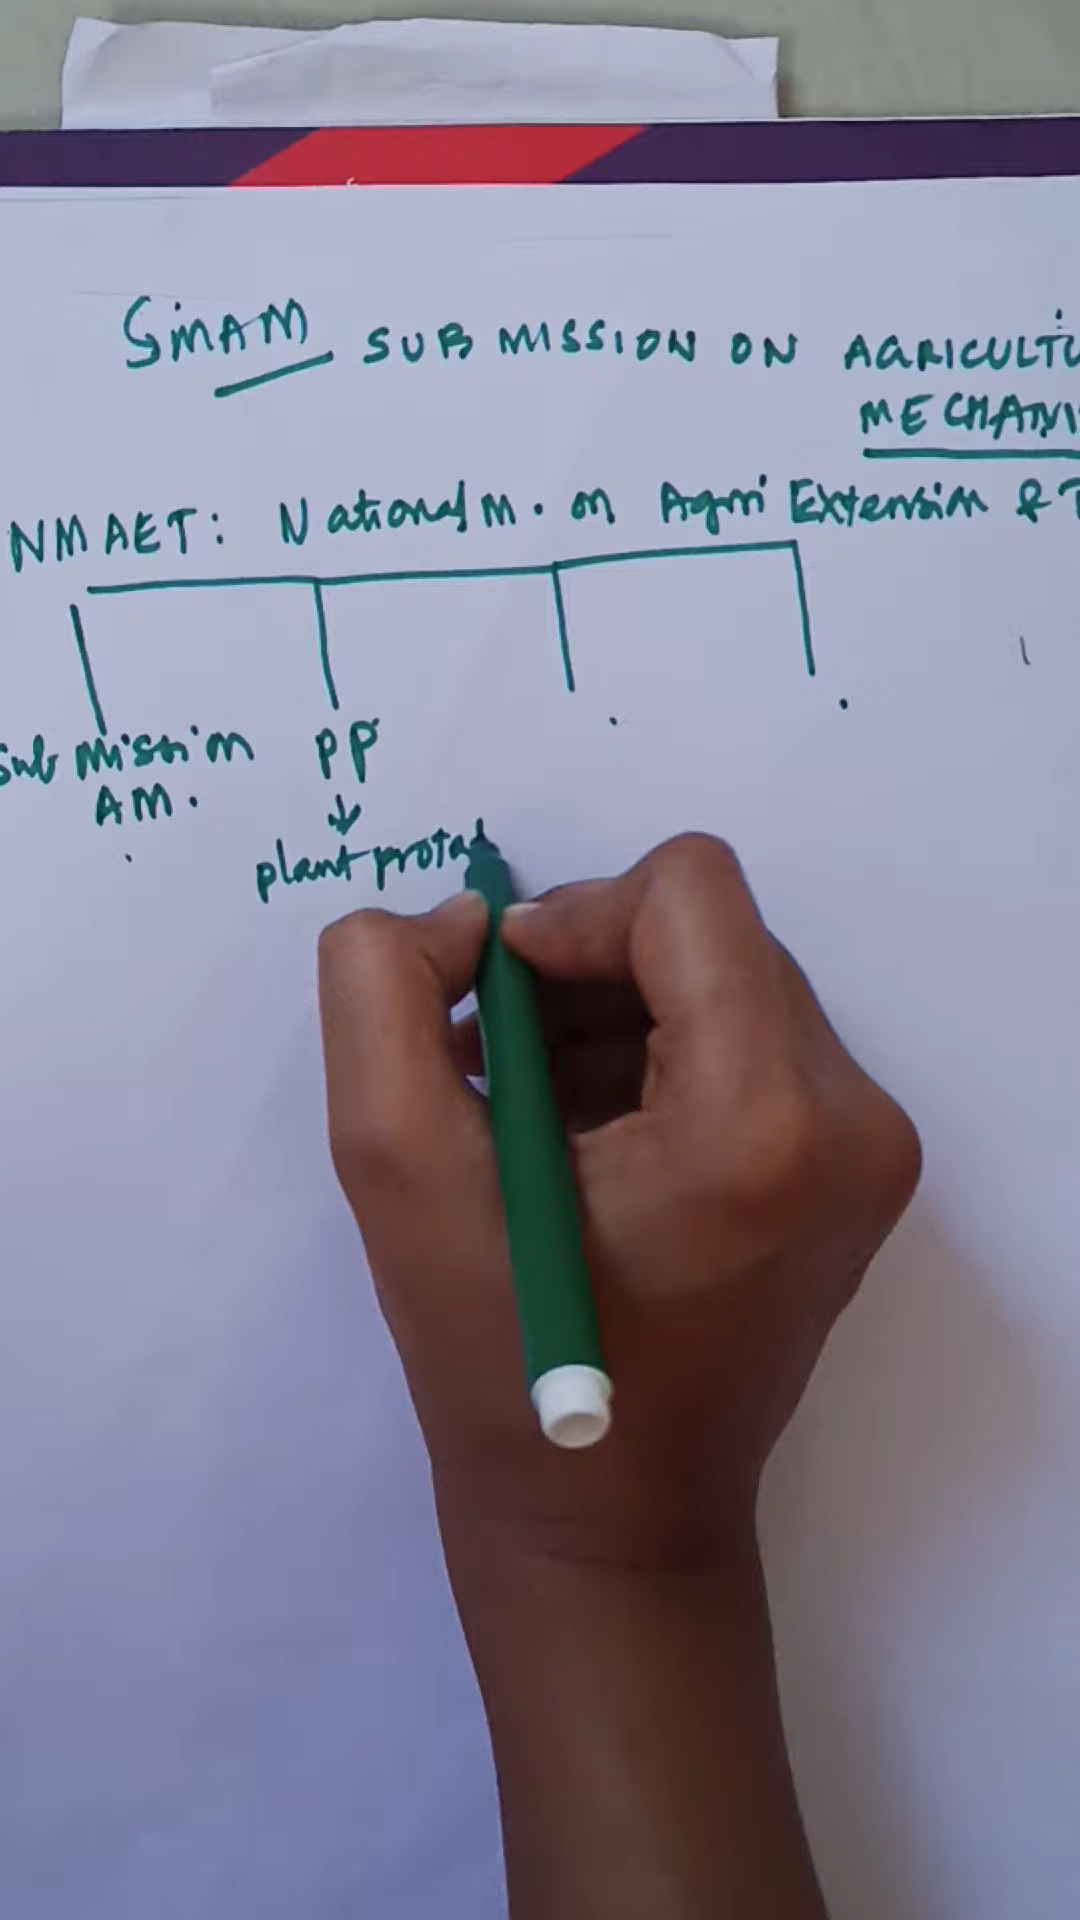 SMAM SUB MISSION ON AGRICULTU
MECHANI
NMAET: National M. on Agri Extension & T
Sub Mission PP
AM.
plant protec